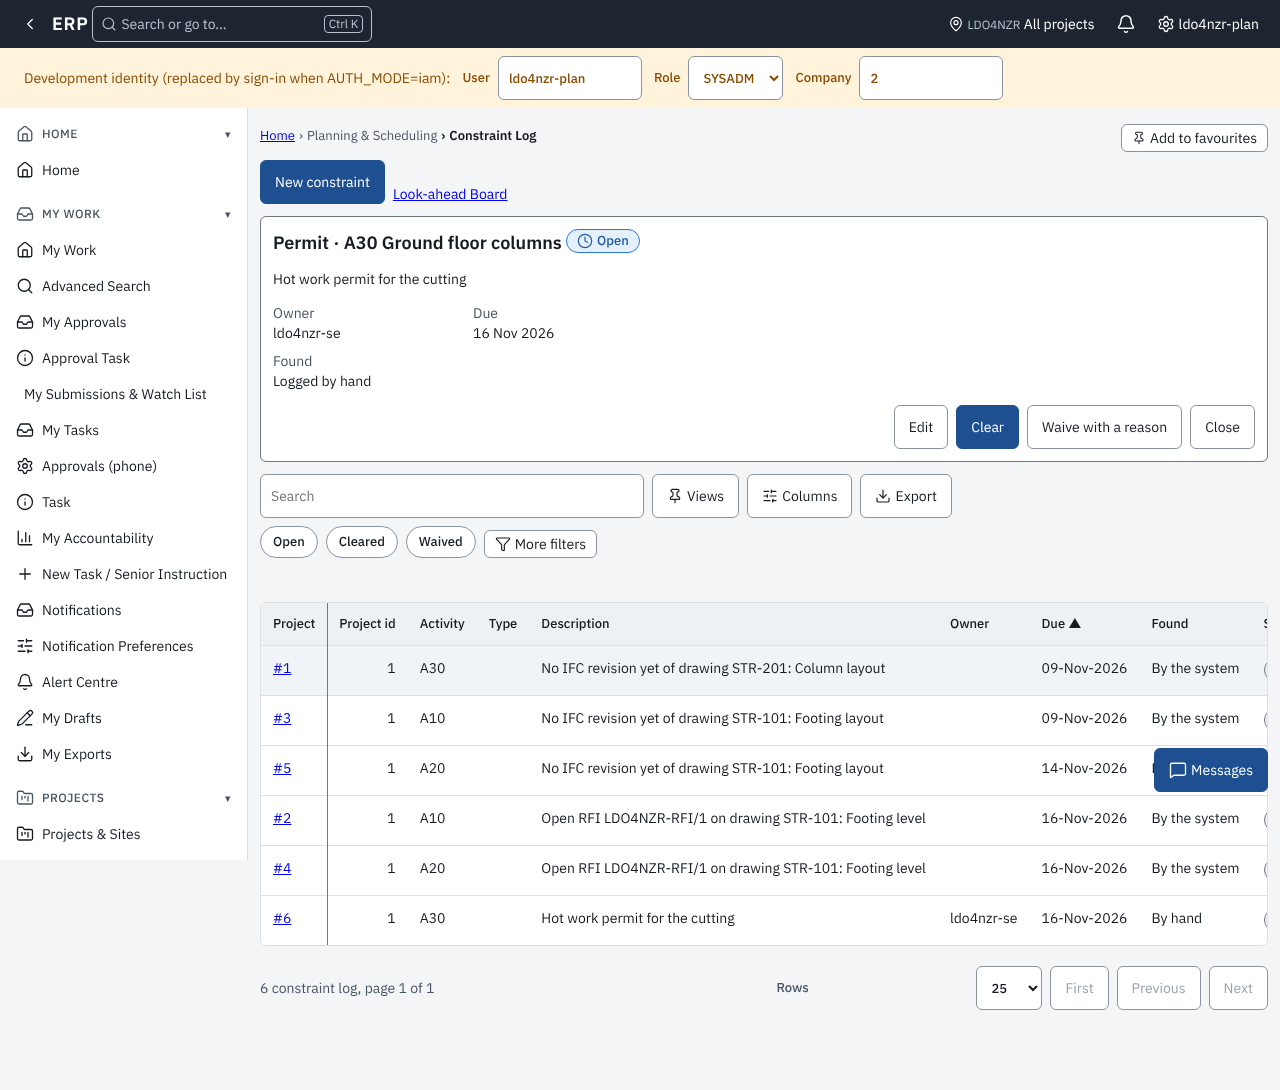 ERP Search or go to... Ctrl K LDO4NZR All projects ldo4nzr-plan
Development identity (replaced by sign-in when AUTH_MODE=iam): User ldo4nzr-plan Role SYSADM Company 2
HOME
Home
MY WORK
My Work
Advanced Search
My Approvals
Approval Task
My Submissions & Watch List
My Tasks
Approvals (phone)
Task
My Accountability
New Task / Senior Instruction
Notifications
Notification Preferences
Alert Centre
My Drafts
My Exports
PROJECTS
Projects & Sites
Home › Planning & Scheduling › Constraint Log Add to favourites
New constraint Look-ahead Board
Permit · A30 Ground floor columns Open
Hot work permit for the cutting
Owner Due
ldo4nzr-se 16 Nov 2026
Found
Logged by hand
Edit Clear Waive with a reason Close
Search Views Columns Export
Open Cleared Waived More filters
Project Project id Activity Type Description Owner Due ▲ Found
#1 1 A30 No IFC revision yet of drawing STR-201: Column layout 09-Nov-2026 By the system
#3 1 A10 No IFC revision yet of drawing STR-101: Footing layout 09-Nov-2026 By the system
#5 1 A20 No IFC revision yet of drawing STR-101: Footing layout 14-Nov-2026
Messages
#2 1 A10 Open RFI LDO4NZR-RFI/1 on drawing STR-101: Footing level 16-Nov-2026 By the system
#4 1 A20 Open RFI LDO4NZR-RFI/1 on drawing STR-101: Footing level 16-Nov-2026 By the system
#6 1 A30 Hot work permit for the cutting ldo4nzr-se 16-Nov-2026 By hand
6 constraint log, page 1 of 1 Rows 25 First Previous Next